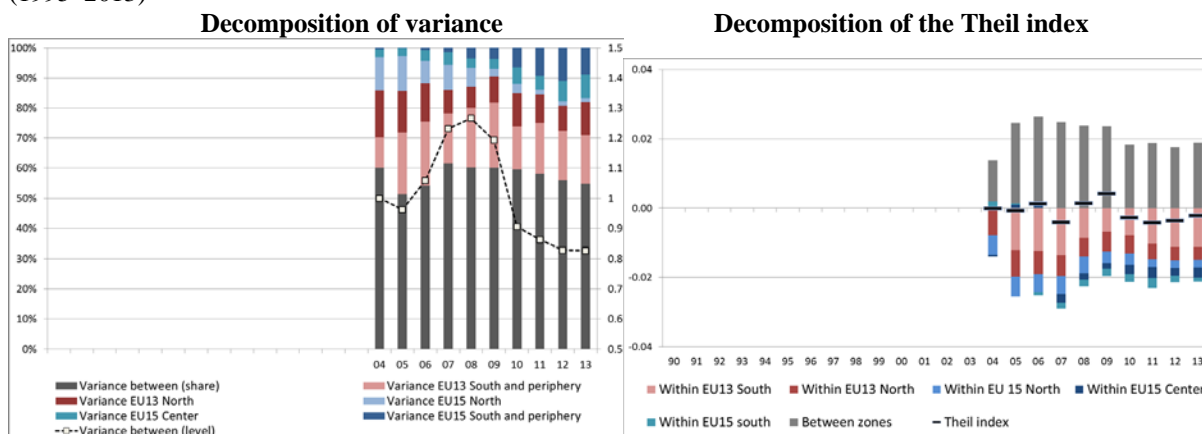 (1995–2013)
Decomposition of variance
Decomposition of the Theil index
100%
90%
80%
70%
60%
50%
40%
30%
20%
10%
0%
1.5
1.4
1.3
1.2
1.1
1
0.9
0.8
0.7
0.6
0.5
04 05 06 07 08 09 10 11 12 13
Variance between (share)
Variance EU13 South and periphery
Variance EU13 North
Variance EU15 North
Variance EU15 Center
Variance EU15 South and periphery
Variance between (level)
0.04
0.02
0.00
-0.02
-0.04
90 91 92 93 94 95 96 97 98 99 00 01 02 03 04 05 06 07 08 09 10 11 12 13
Within EU13 South Within EU13 North Within EU 15 North Within EU15 Center
Within EU15 south Between zones Theil index